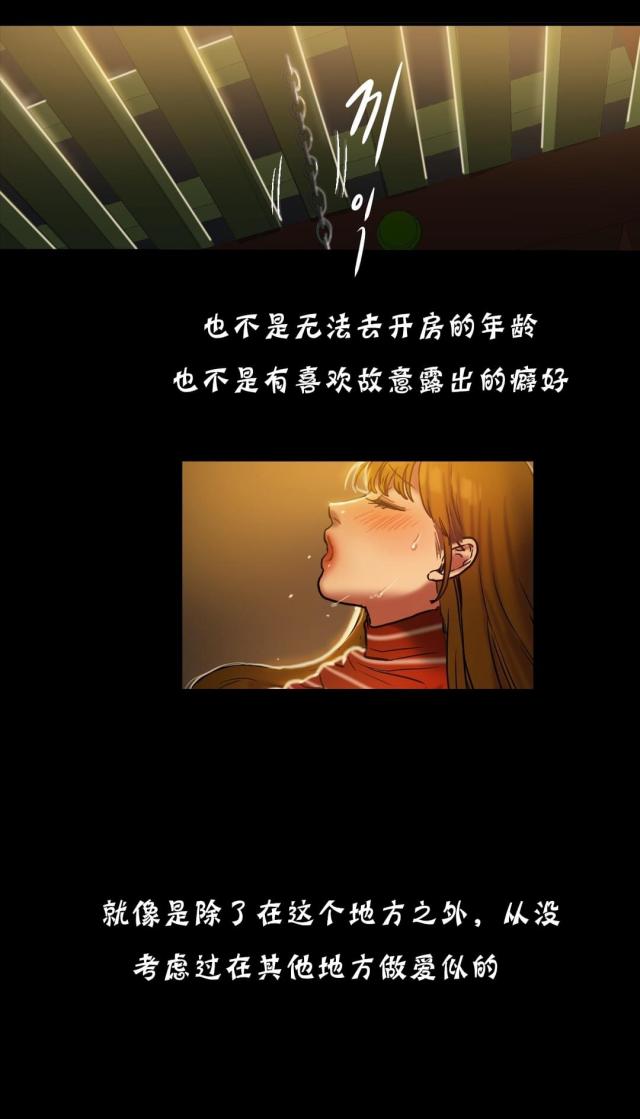 끼
이
也不是无法去开房的年龄
也不是有喜欢故意露出的癖好
就像是除了在这个地方之外，从没
考虑过在其他地方做爱似的